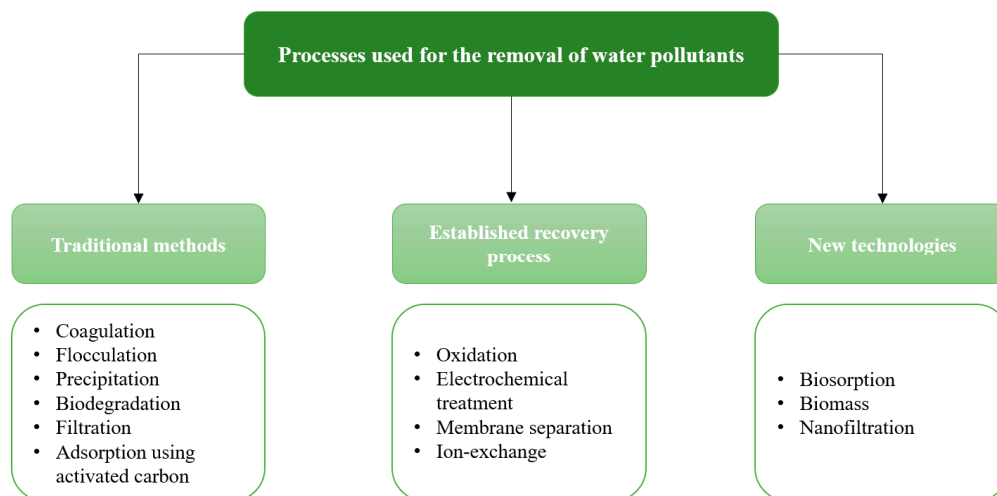 Processes used for the removal of water pollutants
Traditional methods
• Coagulation
• Flocculation
• Precipitation
• Biodegradation
• Filtration
• Adsorption using
activated carbon
Established recovery
process
• Oxidation
• Electrochemical
treatment
• Membrane separation
• Ion-exchange
New technologies
• Biosorption
• Biomass
• Nanofiltration